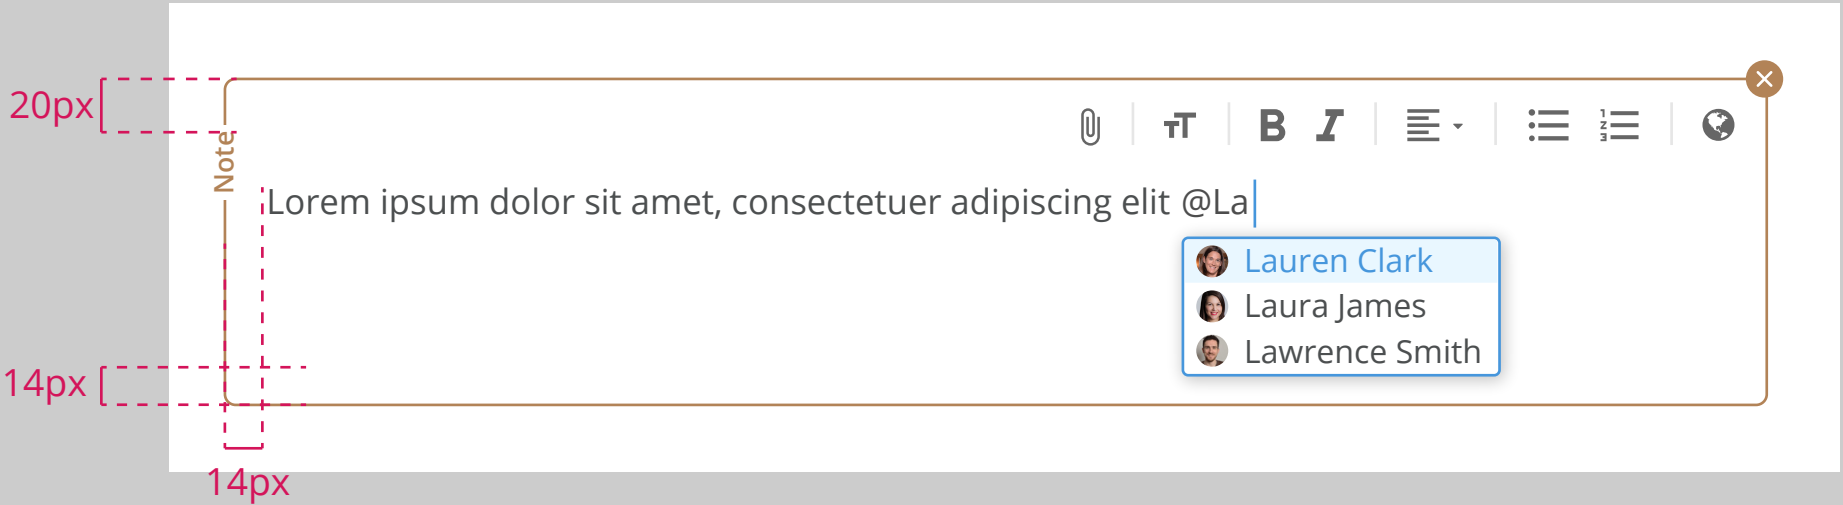 20px
Note
B I
Lorem ipsum dolor sit amet, consectetuer adipiscing elit @La
Lauren Clark
Laura James
Lawrence Smith
14px
14px